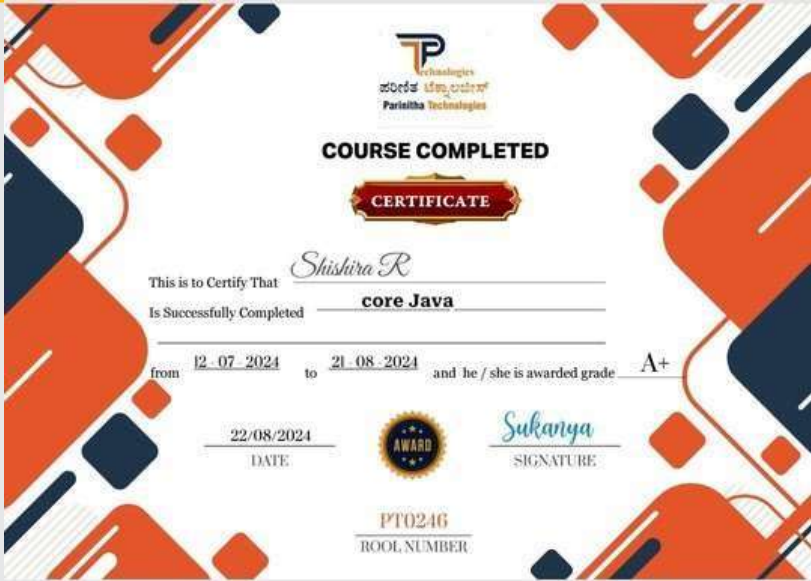 TP
Technologies
ಪರಿಣಿತ ಟೆಕ್ನಾಲಜೀಸ್
Parinitha Technologies
COURSE COMPLETED
CERTIFICATE
This is to Certify That Shishira R
Is Successfully Completed core Java
from 12-07-2024 to 21-08-2024 and he / she is awarded grade A+
22/08/2024 AWARD Sukanya
DATE SIGNATURE
PT0246
ROOL NUMBER